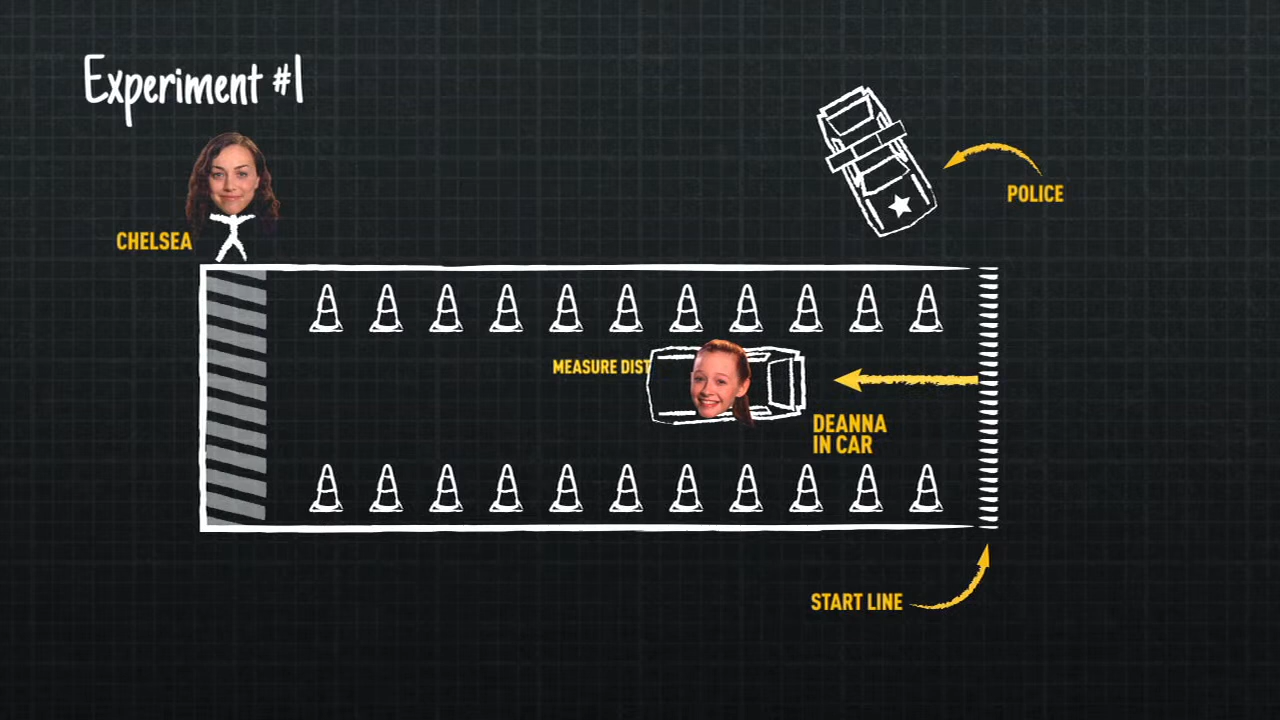 Experiment #1
POLICE
CHELSEA
MEASURE DIST
DEANNA
IN CAR
START LINE